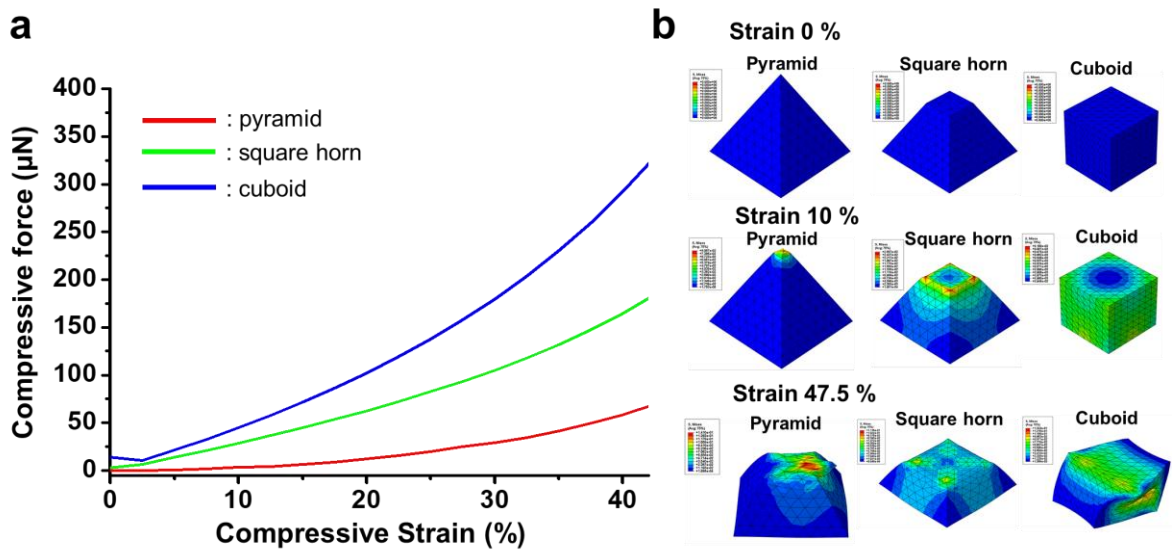 a
Compressive force (µN)
400
350
300
250
200
150
100
50
0
: pyramid
: square horn
: cuboid
0
10
20
30
40
Compressive Strain (%)
b
Strain 0 %
Pyramid
Square horn
Cuboid
Strain 10 %
Pyramid
Square horn
Cuboid
Strain 47.5 %
Pyramid
Square horn
Cuboid